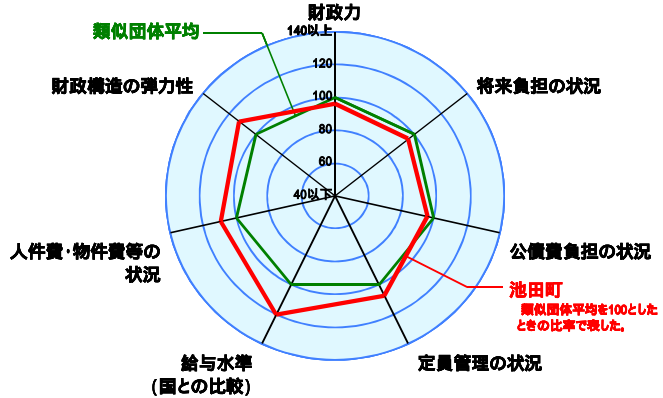 財政力
類似団体平均
140以上
120
100
80
60
40以下
財政構造の弾力性
将来負担の状況
人件費・物件費等の
状況
公債費負担の状況
池田町
類似団体平均を100とした
ときの比率で表した。
給与水準
(国との比較)
定員管理の状況